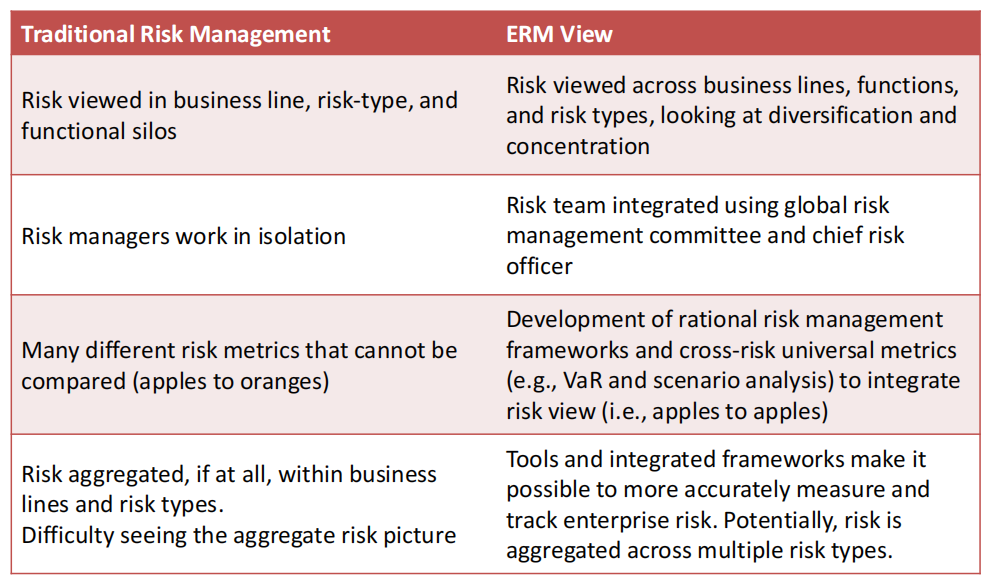 Traditional Risk Management
ERM View
Risk viewed in business line, risk-type, and
functional silos
Risk viewed across business lines, functions,
and risk types, looking at diversification and
concentration
Risk managers work in isolation
Risk team integrated using global risk
management committee and chief risk
officer
Many different risk metrics that cannot be
compared (apples to oranges)
Development of rational risk management
frameworks and cross-risk universal metrics
(e.g., VaR and scenario analysis) to integrate
risk view (i.e., apples to apples)
Risk aggregated, if at all, within business
lines and risk types.
Difficulty seeing the aggregate risk picture
Tools and integrated frameworks make it
possible to more accurately measure and
track enterprise risk. Potentially, risk is
aggregated across multiple risk types.